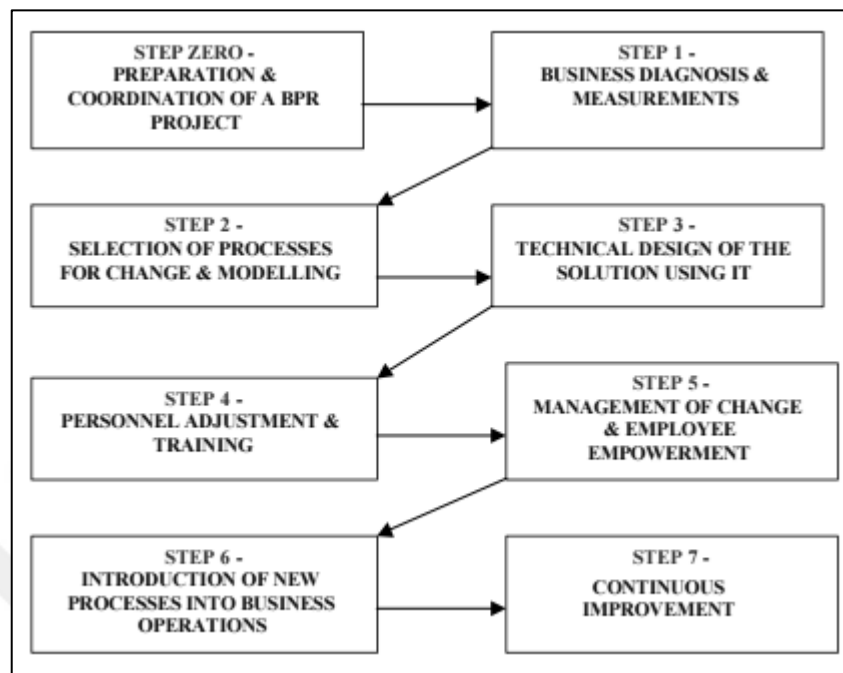 STEP ZERO -
PREPARATION &
COORDINATION OF A BPR
PROJECT
STEP 1 -
BUSINESS DIAGNOSIS &
MEASUREMENTS
STEP 2 -
SELECTION OF PROCESSES
FOR CHANGE & MODELLING
STEP 3 -
TECHNICAL DESIGN OF THE
SOLUTION USING IT
STEP 4 -
PERSONNEL ADJUSTMENT &
TRAINING
STEP 5 -
MANAGEMENT OF CHANGE
& EMPLOYEE
EMPOWERMENT
STEP 6 -
INTRODUCTION OF NEW
PROCESSES INTO BUSINESS
OPERATIONS
STEP 7 -
CONTINUOUS
IMPROVEMENT